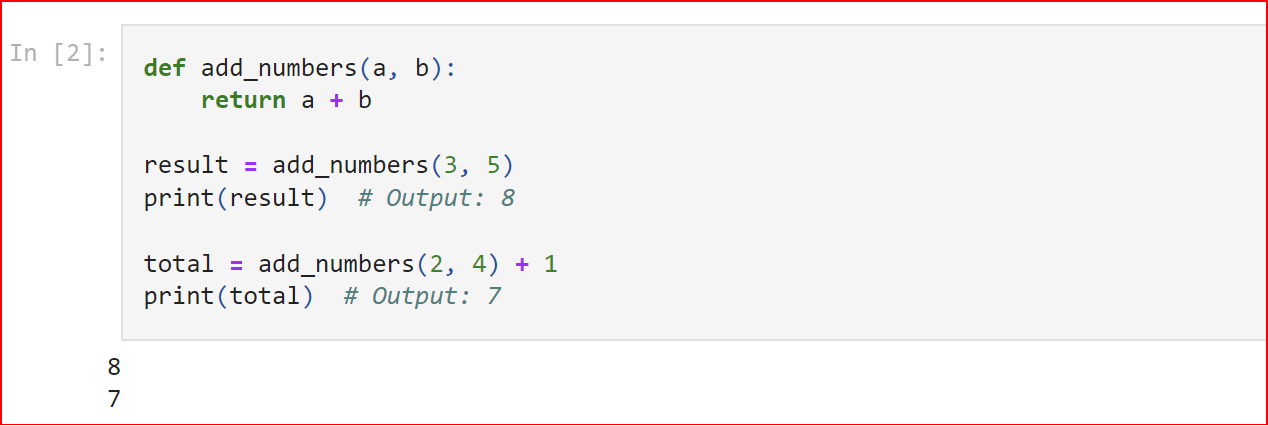 In [2]:
def add_numbers(a, b):
    return a + b
result = add_numbers(3, 5)
print(result)  # Output: 8
total = add_numbers(2, 4) + 1
print(total)  # Output: 7
8
7